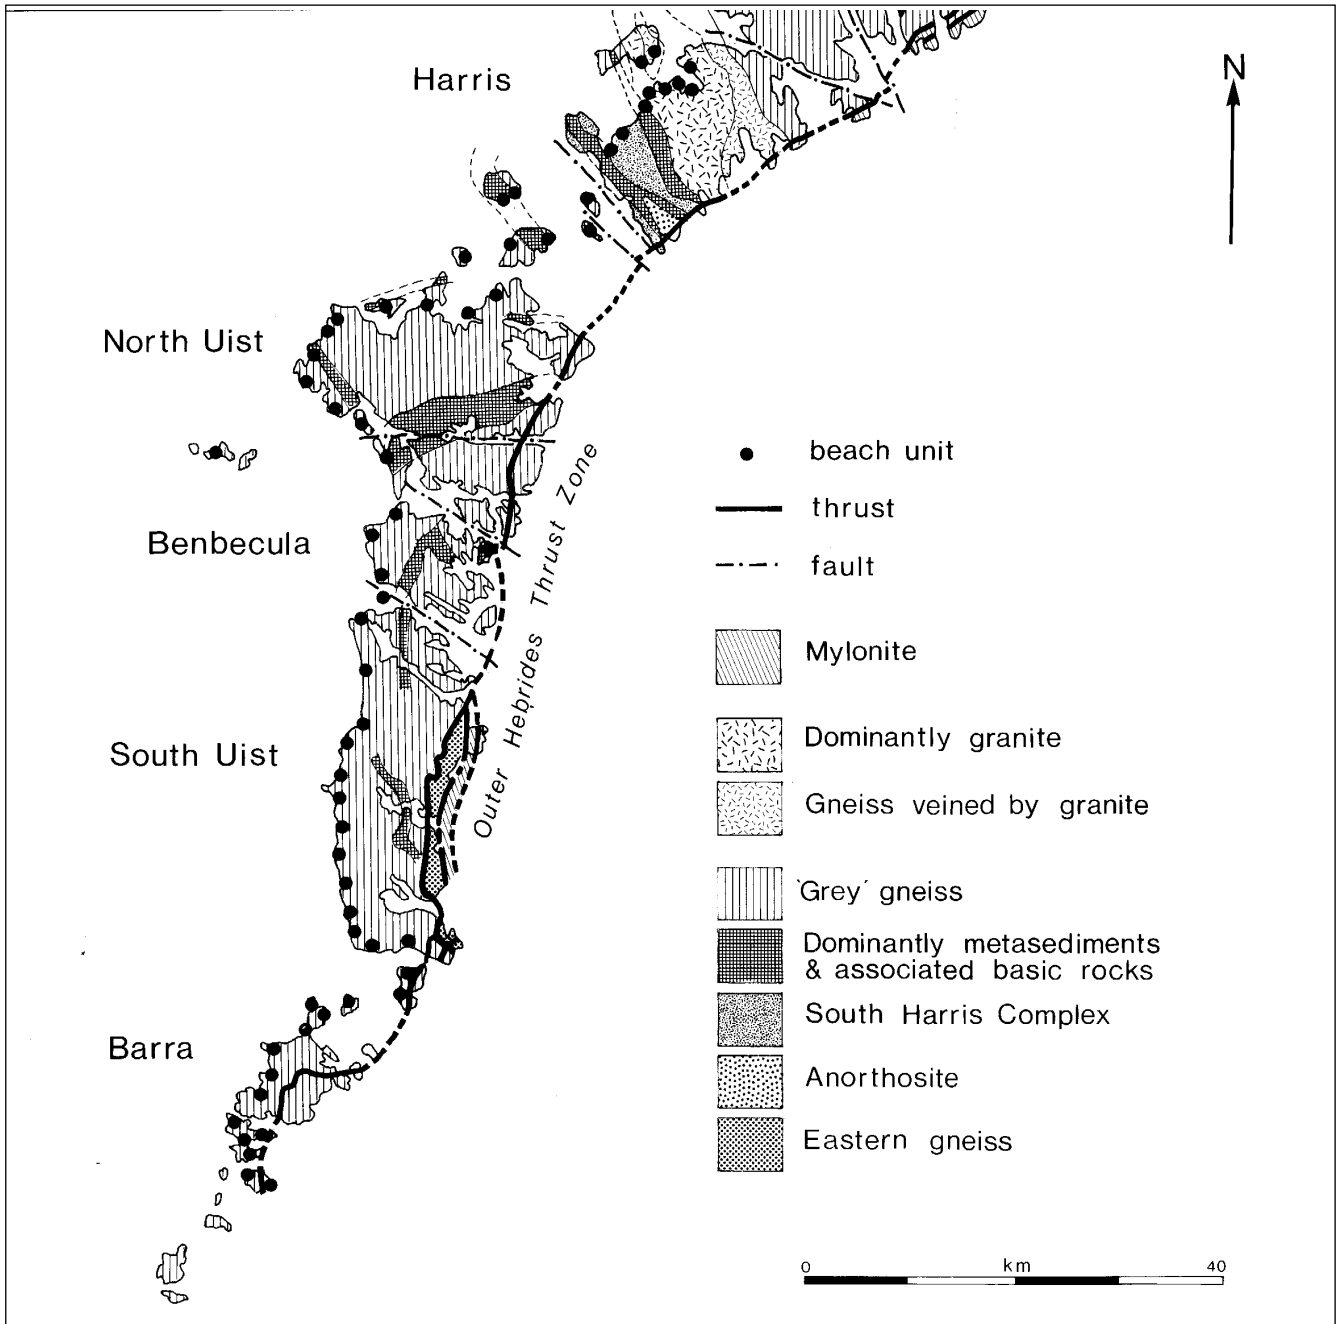 Harris
N
North Uist
Benbecula
South Uist
Barra
Outer Hebrides Thrust Zone
beach unit
thrust
fault
Mylonite
Dominantly granite
Gneiss veined by granite
'Grey' gneiss
Dominantly metasediments
& associated basic rocks
South Harris Complex
Anorthosite
Eastern gneiss
0 km 40